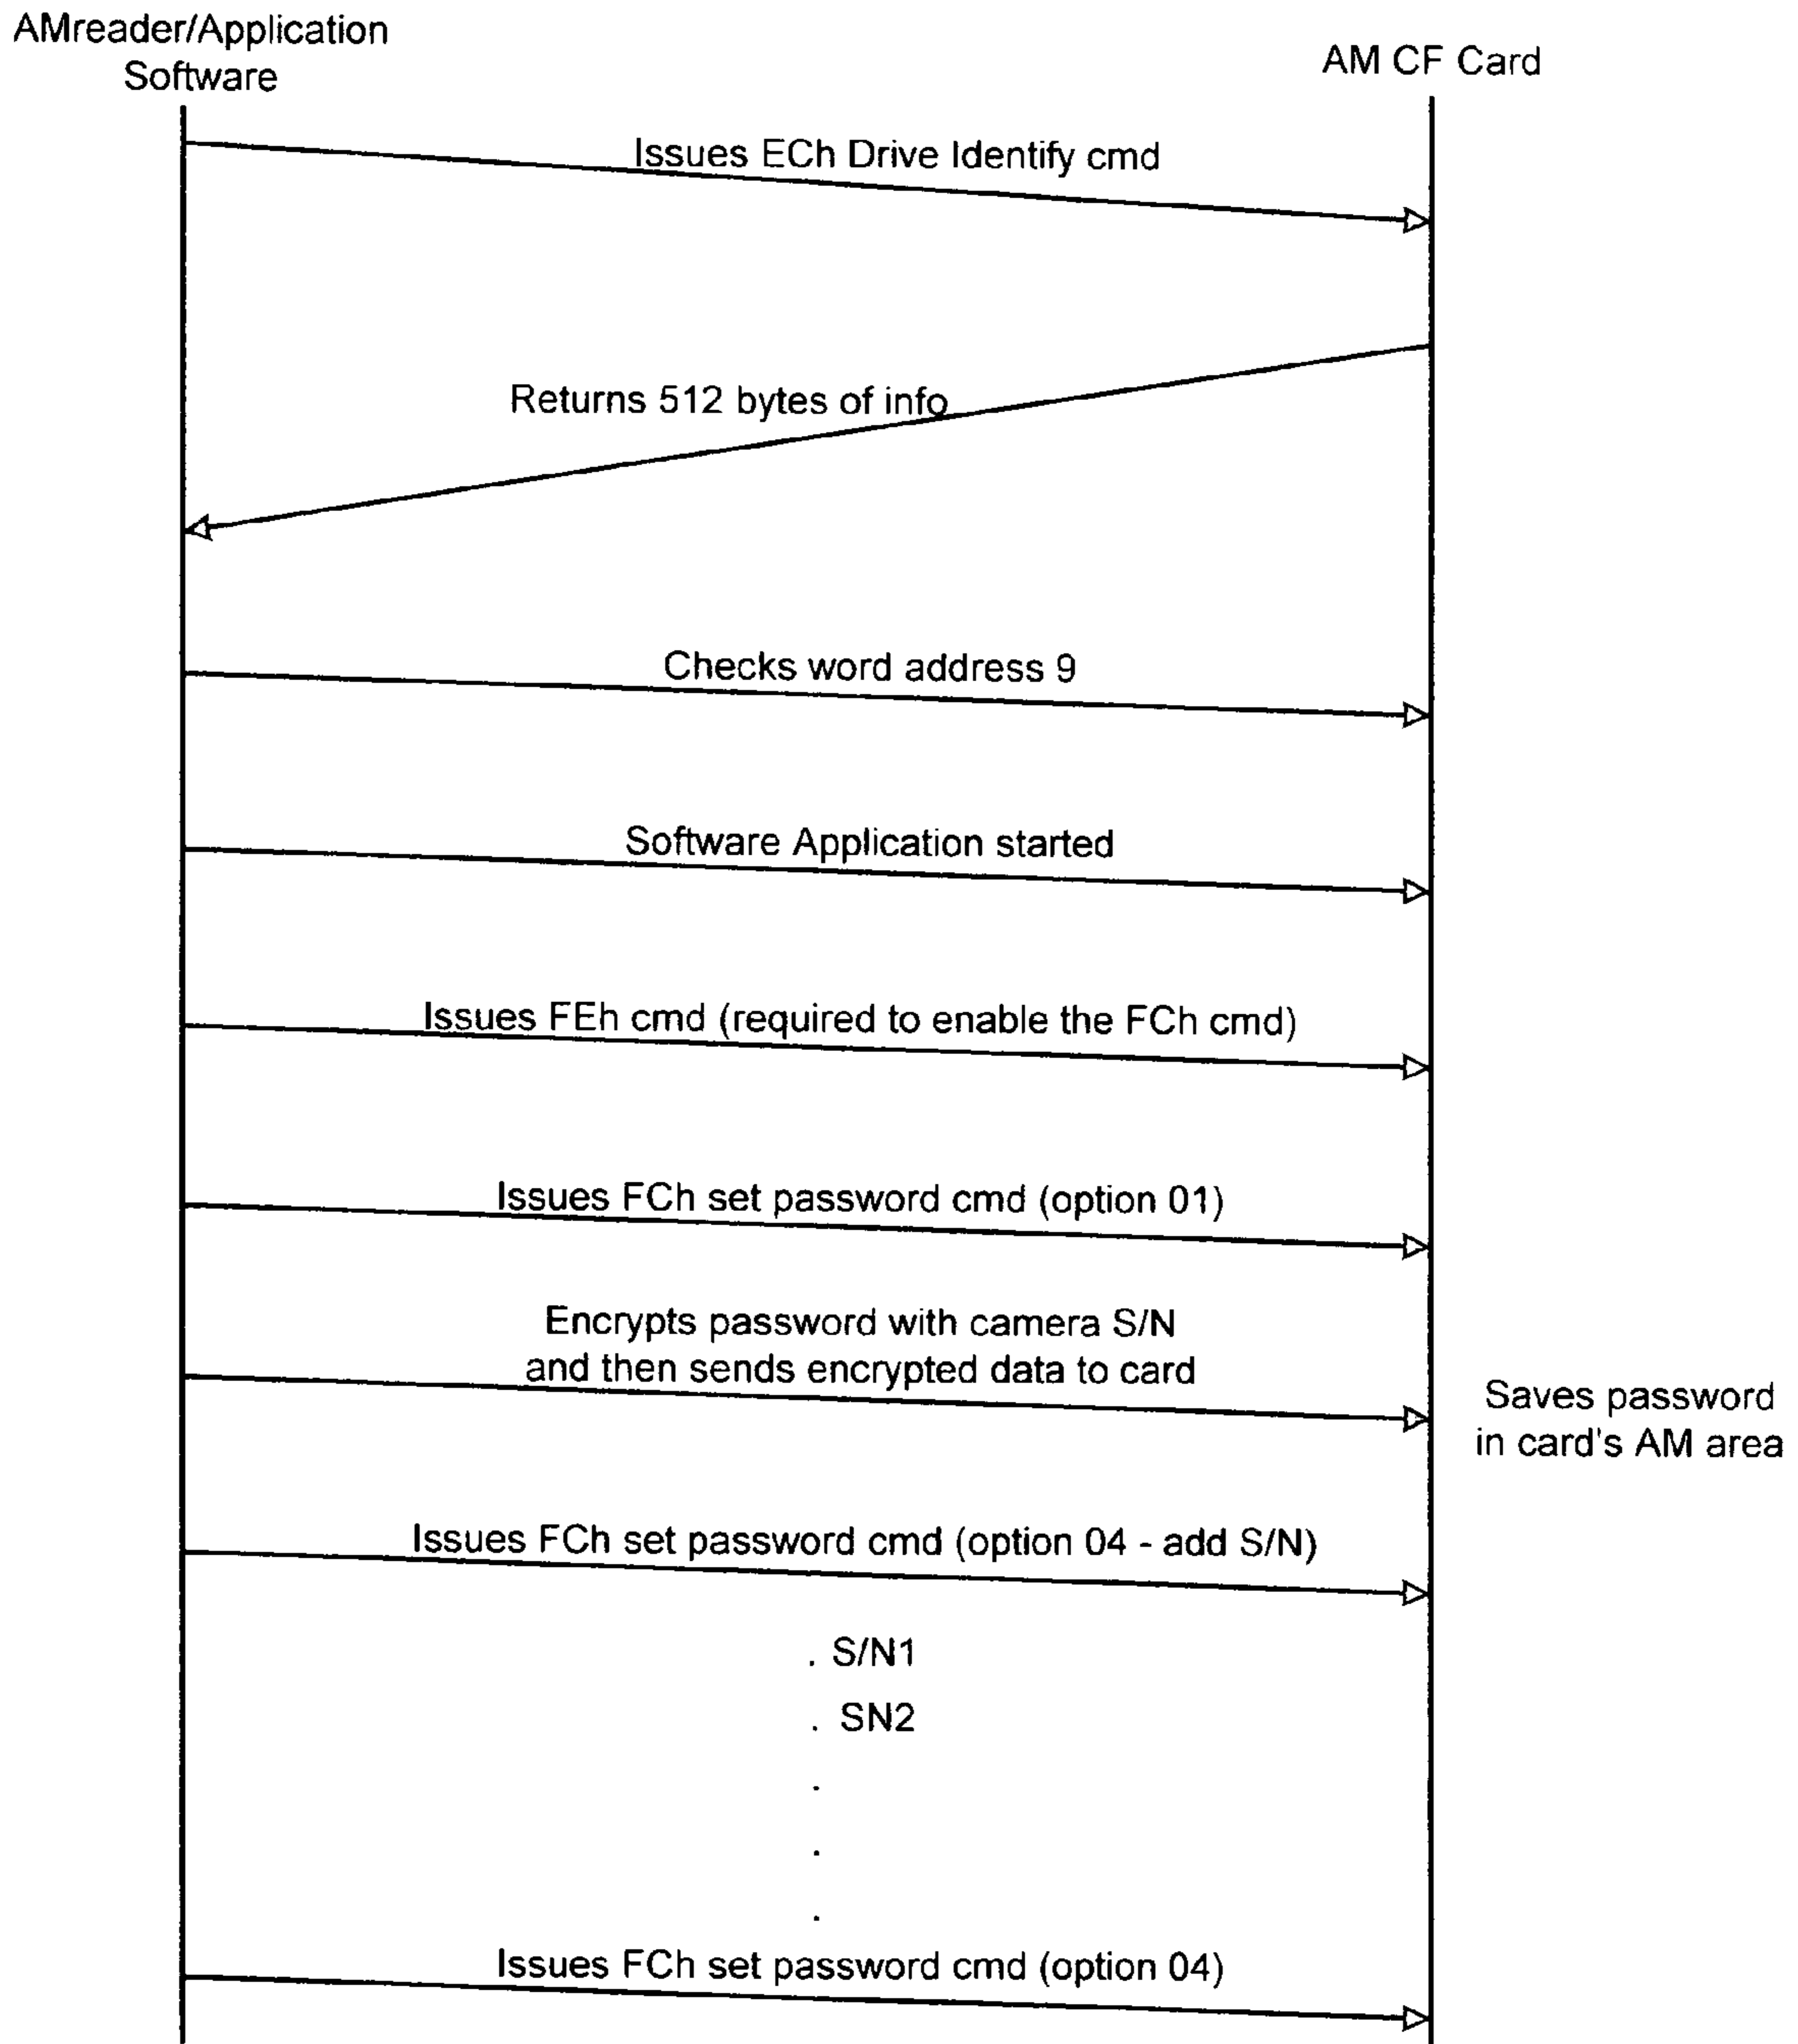 AMreader/Application
Software
AM CF Card
Issues ECh Drive Identify cmd
Returns 512 bytes of info
Checks word address 9
Software Application started
Issues FEh cmd (required to enable the FCh cmd)
Issues FCh set password cmd (option 01)
Encrypts password with camera S/N
and then sends encrypted data to card
Saves password
in card's AM area
Issues FCh set password cmd (option 04 - add S/N)
. S/N1
. SN2
.
.
.
Issues FCh set password cmd (option 04)